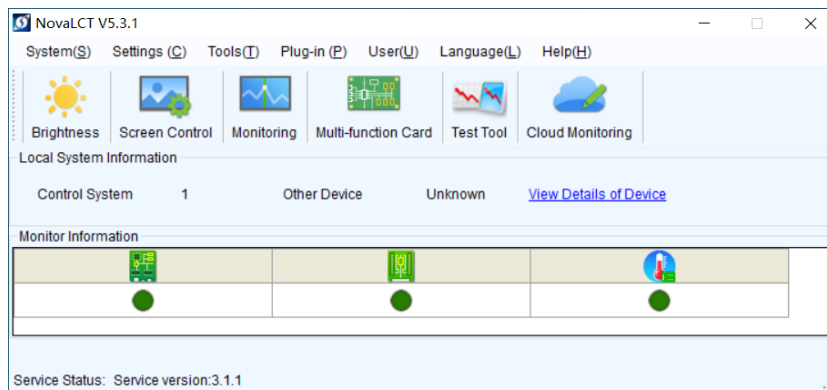 NovaLCT V5.3.1
System(S) Settings (C) Tools(T) Plug-in (P) User(U) Language(L) Help(H)
Brightness Screen Control Monitoring Multi-function Card Test Tool Cloud Monitoring
Local System Information
Control System 1 Other Device Unknown View Details of Device
Monitor Information
Service Status: Service version:3.1.1